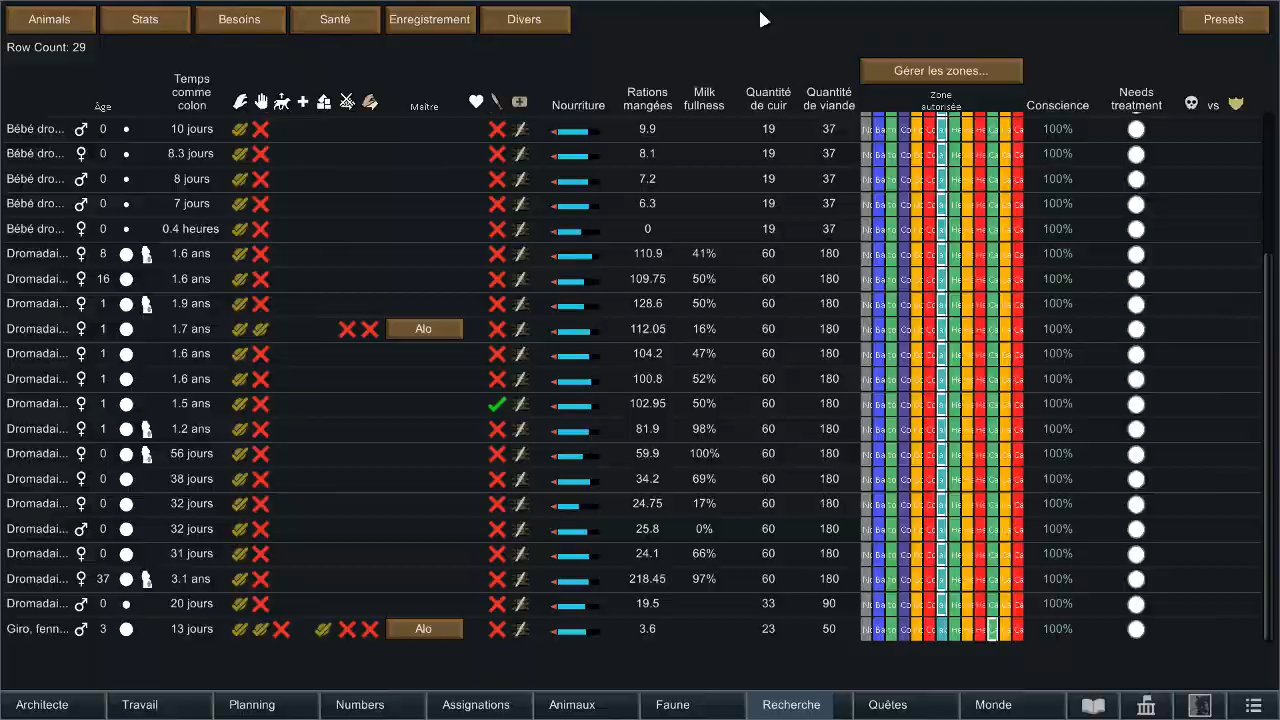 Animals Stats Besoins Santé Enregistrement Divers Presets
Row Count: 29
Gérer les zones...
Âge Temps comme colon Maître Nourriture Rations mangées Milk fullness Quantité de cuir Quantité de viande Zone autorisée Conscience Needs treatment vs
Bébé dro... 0 10 jours 9.9 19 37 100%
Bébé dro... 0 8.3 jours 8.1 19 37 100%
Bébé dro... 0 8 jours 7.2 19 37 100%
Bébé dro... 0 7 jours 6.3 19 37 100%
Bébé dro... 0 0.4 heures 0 19 37 100%
Dromadai... 8 1.6 ans 110.9 41% 60 180 100%
Dromadai... 16 1.5 ans 109.75 50% 60 180 100%
Dromadai... 1 1.9 ans 128.6 50% 60 180 100%
Dromadai... 1 1.7 ans Alo 112.05 16% 60 180 100%
Dromadai... 1 1.6 ans 104.2 47% 60 180 100%
Dromadai... 1 1.6 ans 100.8 52% 60 180 100%
Dromadai... 1 1.5 ans 102.95 50% 60 180 100%
Dromadai... 1 1.2 ans 81.9 98% 60 180 100%
Dromadai... 0 jours 59.9 100% 60 180 100%
Dromadai... 0 38 jours 34.2 69% 60 180 100%
Dromadai... 0 32 jours 24.75 17% 60 180 100%
Dromadai... 0 32 jours 25.8 0% 60 180 100%
Dromadai... 0 31 jours 24.1 66% 60 180 100%
Dromadai... 37 3.1 ans 218.45 97% 60 180 100%
Dromadai... 0 20 jours 19.5 33 90 100%
Giro, fenn... 3 13 jours Alo 3.6 23 50 100%
Architecte Travail Planning Numbers Assignations Animaux Faune Recherche Quêtes Monde